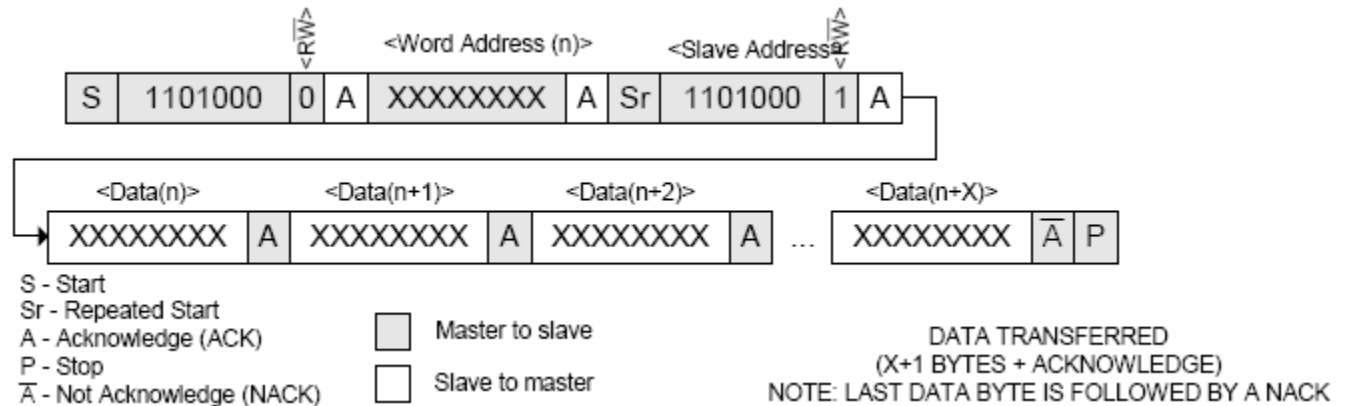 <RW̅>
<Word Address (n)>
<Slave Address>
<RW̅>
S 1101000 0 A XXXXXXXX A Sr 1101000 1 A
<Data(n)> <Data(n+1)> <Data(n+2)> <Data(n+X)>
XXXXXXXX A XXXXXXXX A XXXXXXXX A ... XXXXXXXX A̅ P
S - Start
Sr - Repeated Start
A - Acknowledge (ACK)
P - Stop
A̅ - Not Acknowledge (NACK)
Master to slave
Slave to master
DATA TRANSFERRED
(X+1 BYTES + ACKNOWLEDGE)
NOTE: LAST DATA BYTE IS FOLLOWED BY A NACK